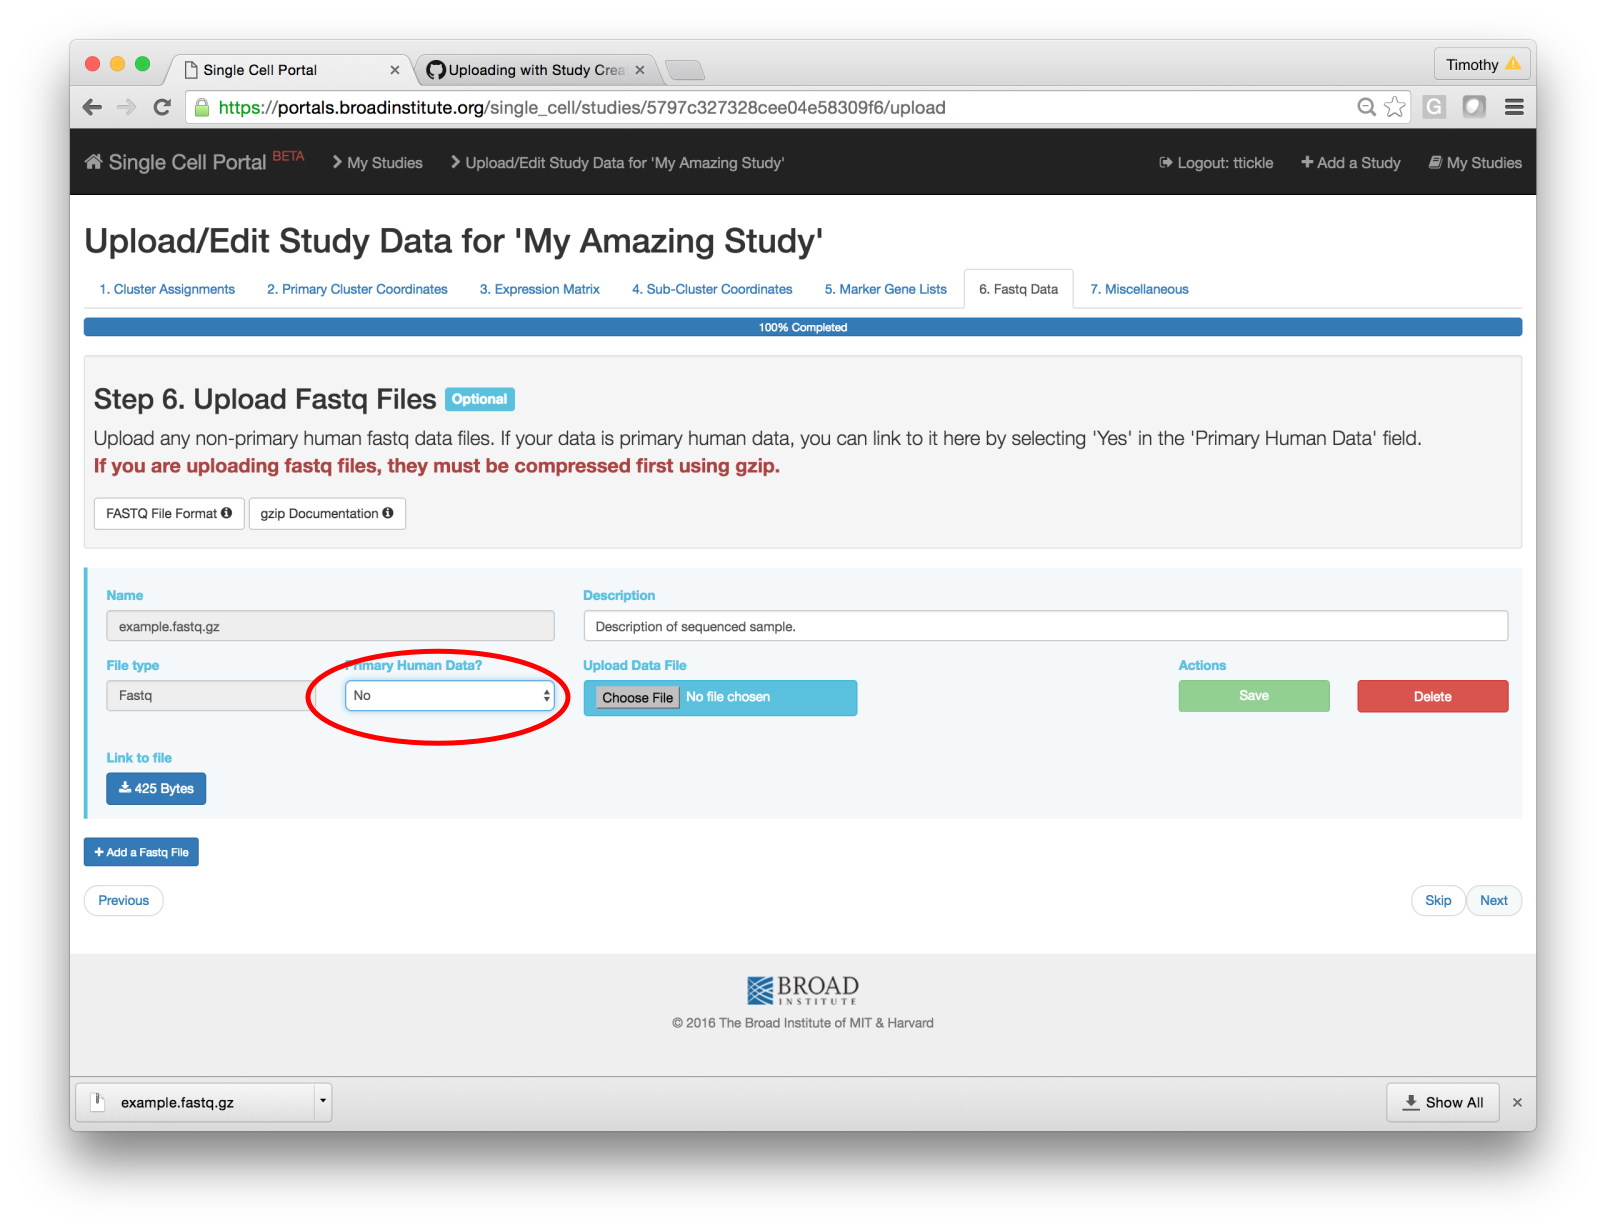 Single Cell Portal
Uploading with Study Crea
Timothy
https://portals.broadinstitute.org/single_cell/studies/5797c327328cee04e58309f6/upload
G
Single Cell Portal BETA
My Studies
Upload/Edit Study Data for 'My Amazing Study'
Logout: ttickle
Add a Study
My Studies
Upload/Edit Study Data for 'My Amazing Study'
1. Cluster Assignments
2. Primary Cluster Coordinates
3. Expression Matrix
4. Sub-Cluster Coordinates
5. Marker Gene Lists
6. Fastq Data
7. Miscellaneous
100% Completed
Step 6. Upload Fastq Files Optional
Upload any non-primary human fastq data files. If your data is primary human data, you can link to it here by selecting 'Yes' in the 'Primary Human Data' field.
If you are uploading fastq files, they must be compressed first using gzip.
FASTQ File Format
gzip Documentation
Name
Description
example.fastq.gz
Description of sequenced sample.
File type
Primary Human Data?
Upload Data File
Actions
Fastq
No
Choose File No file chosen
Save
Delete
Link to file
425 Bytes
+ Add a Fastq File
Previous
Skip
Next
BROAD
INSTITUTE
© 2016 The Broad Institute of MIT & Harvard
example.fastq.gz
Show All